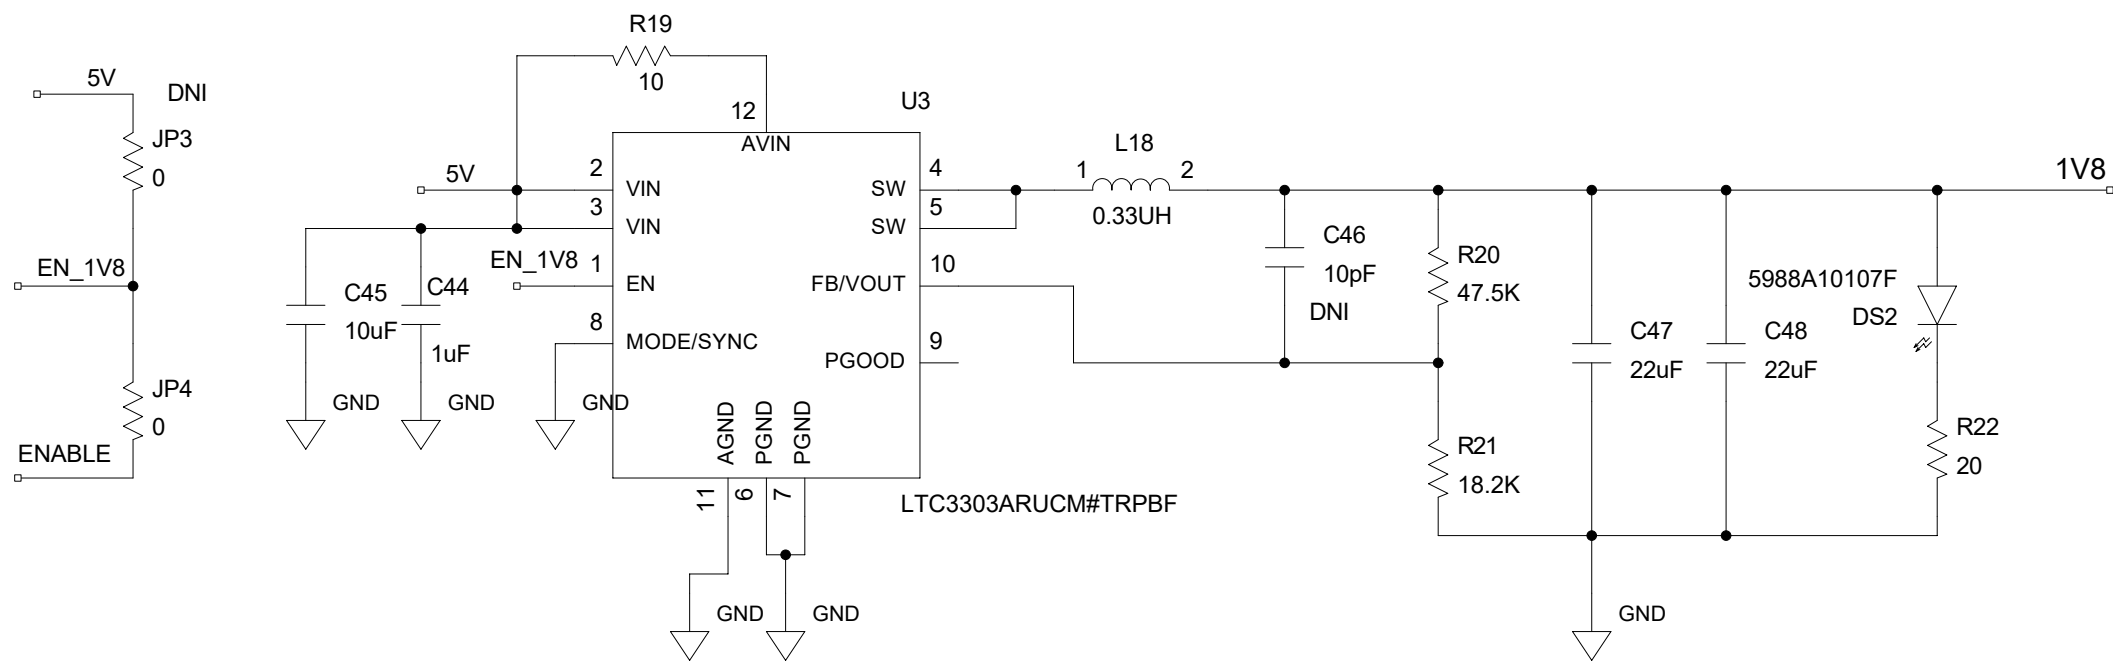 R19
10
5V
DNI
JP3
0
EN_1V8
JP4
0
ENABLE
12
U3
AVIN
5V
2
VIN
3
VIN
EN_1V8
1
EN
8
MODE/SYNC
C45
10uF
C44
1uF
GND
GND
GND
4
SW
5
SW
10
FB/VOUT
9
PGOOD
AGND
PGND
PGND
11
6
7
LTC3303ARUCM#TRPBF
GND
GND
L18
1
2
0.33UH
C46
10pF
DNI
R20
47.5K
R21
18.2K
C47
22uF
C48
22uF
5988A10107F
DS2
R22
20
1V8
GND